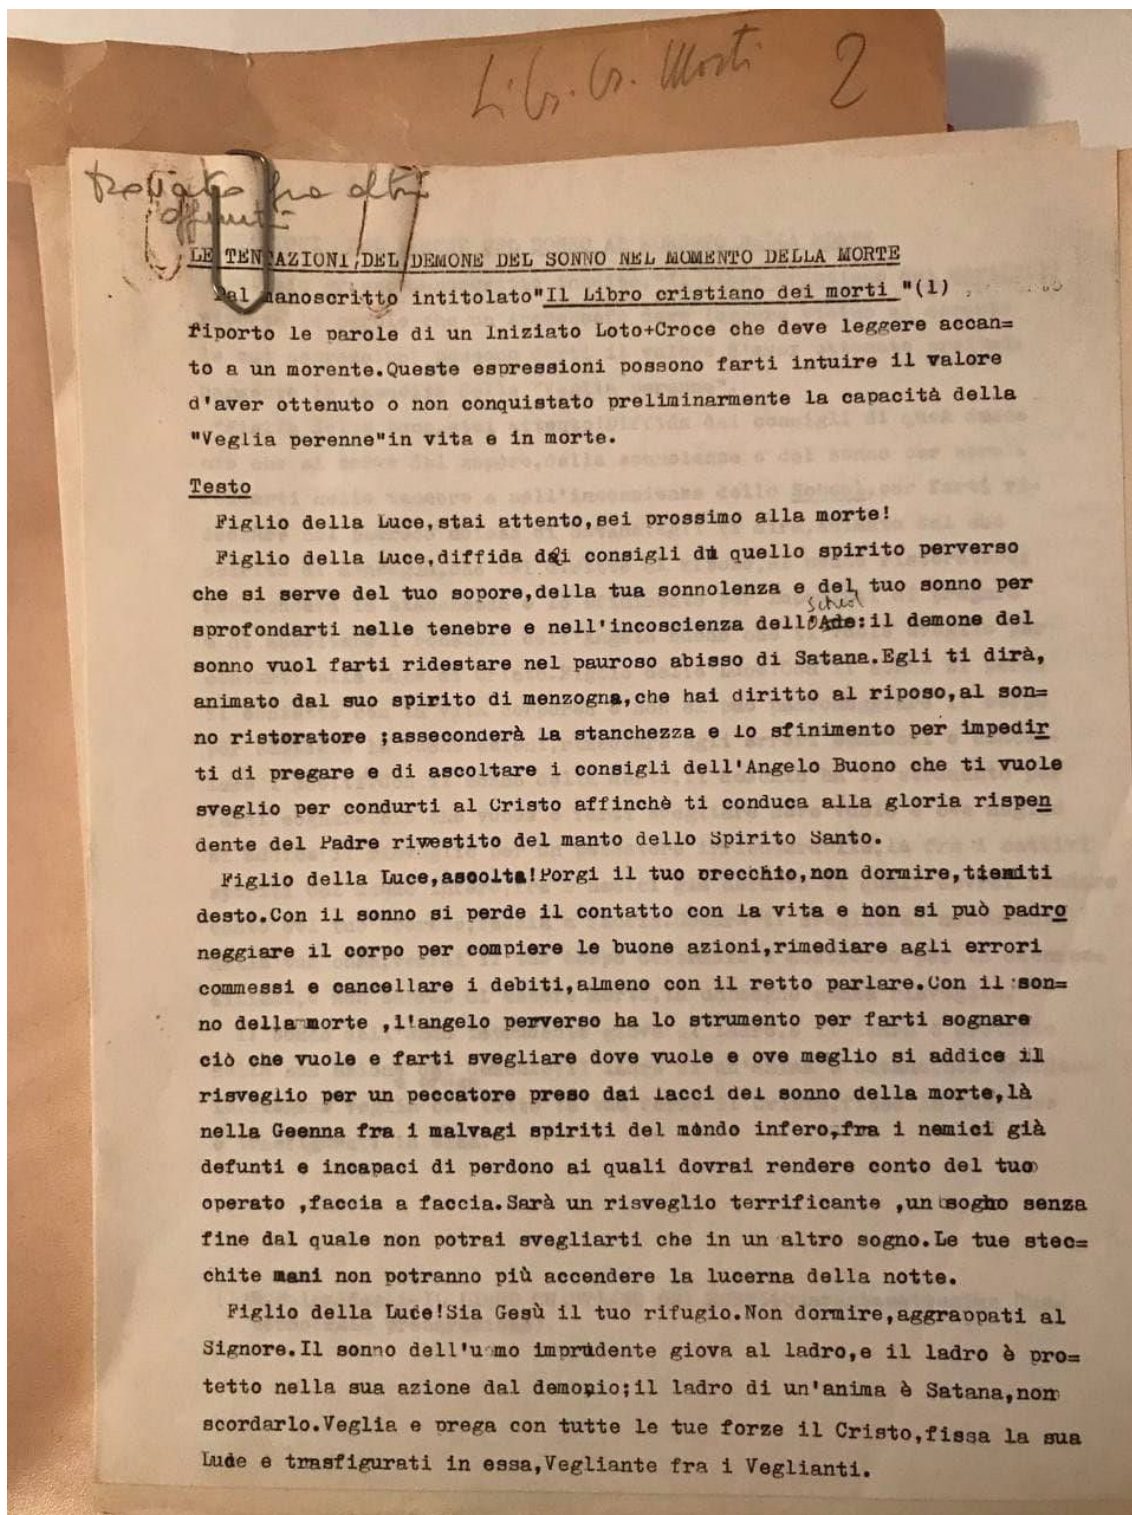 Libr. Cr. Morti 2
trovato fra altri
appunti
LE TENTAZIONI DEL DEMONE DEL SONNO NEL MOMENTO DELLA MORTE
Dal manoscritto intitolato"Il Libro cristiano dei morti "(1)
riporto le parole di un Iniziato Loto+Croce che deve leggere accan=
to a un morente.Queste espressioni possono farti intuire il valore
d'aver ottenuto o non conquistato preliminarmente la capacità della
"Veglia perenne"in vita e in morte.
Testo
Figlio della Luce,stai attento,sei prossimo alla morte!
Figlio della Luce,diffida dai consigli di quello spirito perverso
che si serve del tuo sopore,della tua sonnolenza e del tuo sonno per
Scheol
sprofondarti nelle tenebre e nell'incoscienza dello Ade:il demone del
sonno vuol farti ridestare nel pauroso abisso di Satana.Egli ti dirà,
animato dal suo spirito di menzogna,che hai diritto al riposo,al son=
no ristoratore ;asseconderà la stanchezza e lo sfinimento per impedir
ti di pregare e di ascoltare i consigli dell'Angelo Buono che ti vuole
sveglio per condurti al Cristo affinchè ti conduca alla gloria rispen
dente del Padre rivestito del manto dello Spirito Santo.
Figlio della Luce,ascolta!Porgi il tuo orecchio,non dormire,tieniti
desto.Con il sonno si perde il contatto con la vita e non si può padro
neggiare il corpo per compiere le buone azioni,rimediare agli errori
commessi e cancellare i debiti,almeno con il retto parlare.Con il son=
no della morte ,l'angelo perverso ha lo strumento per farti sognare
ciò che vuole e farti svegliare dove vuole e ove meglio si addice il
risveglio per un peccatore preso dai lacci del sonno della morte,là
nella Geenna fra i malvagi spiriti del mondo infero,fra i nemici già
defunti e incapaci di perdono ai quali dovrai rendere conto del tuo
operato ,faccia a faccia.Sarà un risveglio terrificante ,un sogno senza
fine dal quale non potrai svegliarti che in un altro sogno.Le tue stec=
chite mani non potranno più accendere la lucerna della notte.
Figlio della Luce!Sia Gesù il tuo rifugio.Non dormire,aggrappati al
Signore.Il sonno dell'uomo imprudente giova al ladro,e il ladro è pro=
tetto nella sua azione dal demonio;il ladro di un'anima è Satana,non
scordarlo.Veglia e prega con tutte le tue forze il Cristo,fissa la sua
Luce e trasfigurati in essa,Vegliante fra i Veglianti.